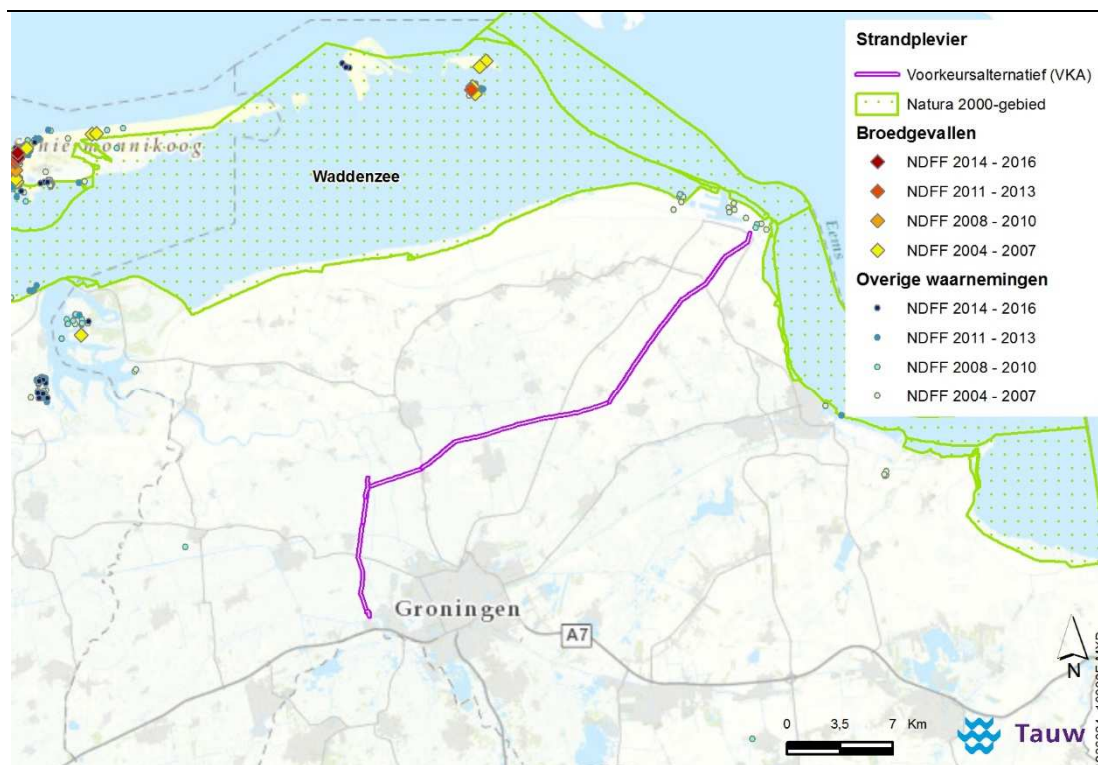 Strandplevier
Voorkeursalternatief (VKA)
Natura 2000-gebied
Broedgevallen
NDFF 2014 - 2016
NDFF 2011 - 2013
NDFF 2008 - 2010
NDFF 2004 - 2007
Overige waarnemingen
NDFF 2014 - 2016
NDFF 2011 - 2013
NDFF 2008 - 2010
NDFF 2004 - 2007
monnikoog
Waddenzee
Eems
Groningen
A7
N
0 3,5 7 Km
Tauw